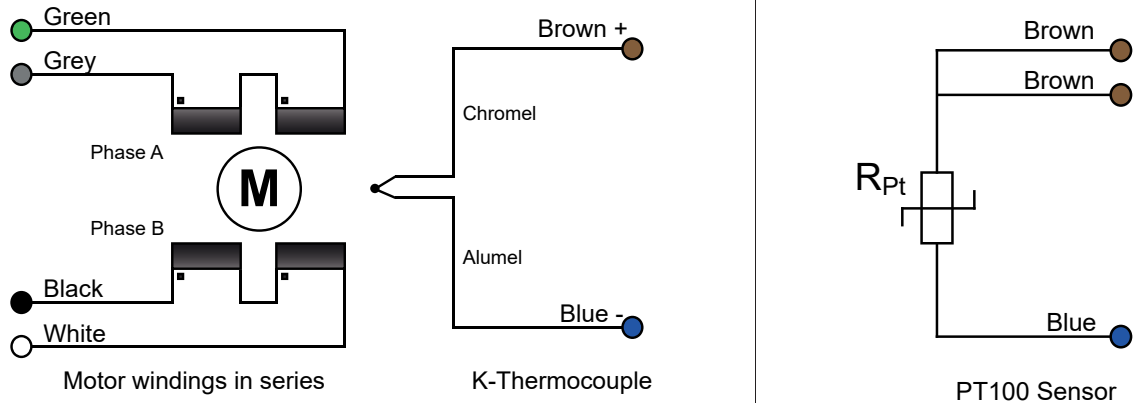 Green
Grey
Phase A
M
Phase B
Black
White
Motor windings in series
Brown +
Chromel
Alumel
Blue -
K-Thermocouple
Brown
Brown
RPt
Blue
PT100 Sensor